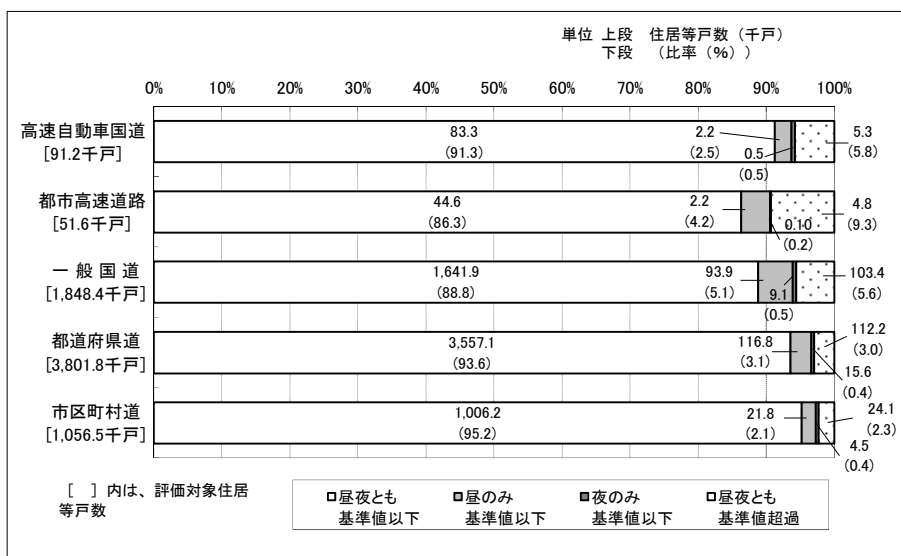 単位 上段 住居等戸数（千戸）
下段 （比率（％））
0% 10% 20% 30% 40% 50% 60% 70% 80% 90% 100%
高速自動車国道
[91.2千戸]
83.3
(91.3)
2.2
(2.5)
0.5
(0.5)
5.3
(5.8)
都市高速道路
[51.6千戸]
44.6
(86.3)
2.2
(4.2)
0.10
(0.2)
4.8
(9.3)
一般国道
[1,848.4千戸]
1,641.9
(88.8)
93.9
(5.1)
9.1
(0.5)
103.4
(5.6)
都道府県道
[3,801.8千戸]
3,557.1
(93.6)
116.8
(3.1)
15.6
(0.4)
112.2
(3.0)
市区町村道
[1,056.5千戸]
1,006.2
(95.2)
21.8
(2.1)
4.5
(0.4)
24.1
(2.3)
[ ] 内は、評価対象住居
等戸数
昼夜とも
基準値以下
昼のみ
基準値以下
夜のみ
基準値以下
昼夜とも
基準値超過